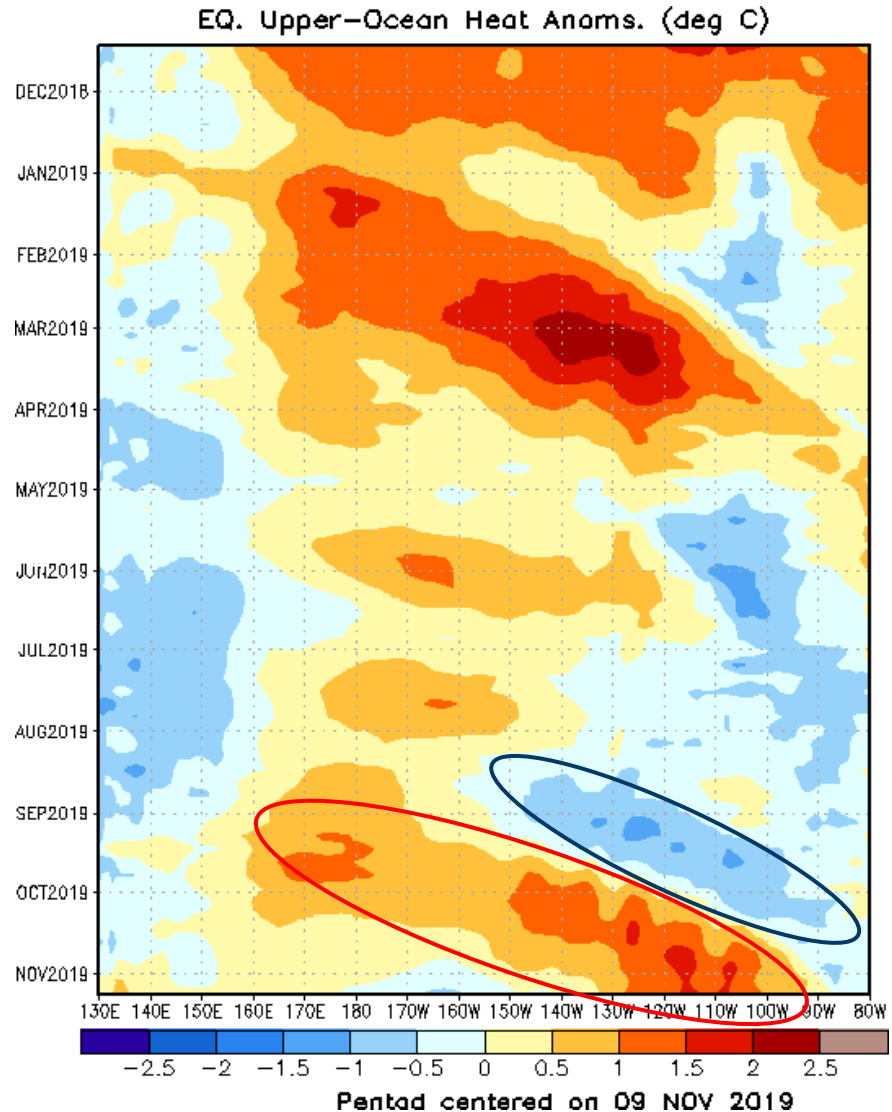 EQ. Upper-Ocean Heat Anoms. (deg C)
DEC2018
JAN2019
FEB2019
MAR2019
APR2019
MAY2019
JUN2019
JUL2019
AUG2019
SEP2019
OCT2019
NOV2019
130E 140E 150E 160E 170E 180 170W 160W 150W 140W 130W 120W 110W 100W 90W 80W
-2.5 -2 -1.5 -1 -0.5 0 0.5 1 1.5 2 2.5
Pentad centered on 09 NOV 2019